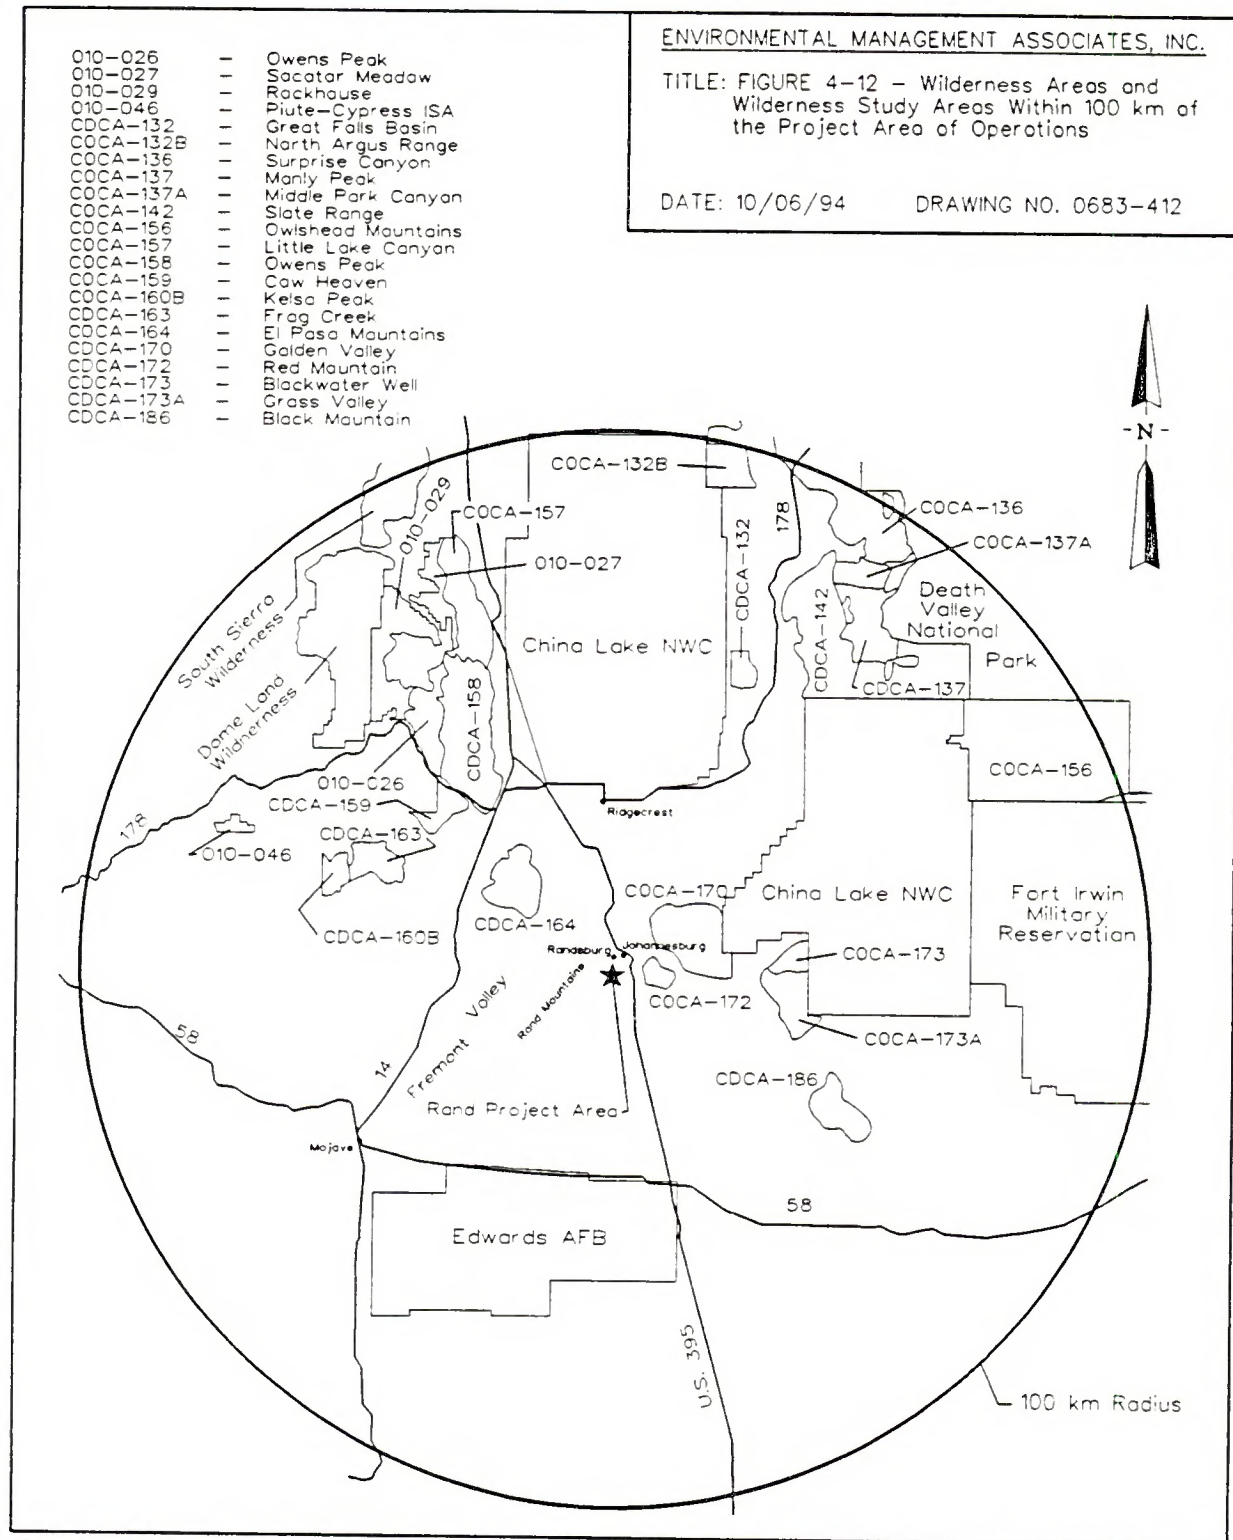 ENVIRONMENTAL MANAGEMENT ASSOCIATES, INC.
TITLE: FIGURE 4-12 - Wilderness Areas and
Wilderness Study Areas Within 100 km of
the Project Area of Operations
DATE: 10/06/94 DRAWING NO. 0683-412
010-026 - Owens Peak
010-027 - Sacatar Meadow
010-029 - Rockhouse
010-046 - Piute-Cypress ISA
CDCA-132 - Great Falls Basin
CDCA-132B - North Argus Range
CDCA-136 - Surprise Canyon
CDCA-137 - Manly Peak
CDCA-137A - Middle Park Canyon
CDCA-142 - Slate Range
CDCA-156 - Owlshead Mountains
CDCA-157 - Little Lake Canyon
CDCA-158 - Owens Peak
CDCA-159 - Caw Heaven
CDCA-160B - Kelso Peak
CDCA-163 - Frog Creek
CDCA-164 - El Paso Mountains
CDCA-170 - Golden Valley
CDCA-172 - Red Mountain
CDCA-173 - Blackwater Well
CDCA-173A - Grass Valley
CDCA-186 - Black Mountain
-N-
CDCA-132B
010-029
CDCA-157
178
CDCA-136
CDCA-132
CDCA-137A
010-027
Death
Valley
National
Park
CDCA-142
South Sierra
Wilderness
China Lake NWC
CDCA-137
Dome Land
Wildnerness
CDCA-158
010-026
CDCA-156
CDCA-159
Ridgecrest
178
CDCA-163
010-046
CDCA-170
China Lake NWC
Fort Irwin
Military
Reservation
CDCA-164
CDCA-160B
Johannesburg
Randsburg
CDCA-173
Rand Mountains
CDCA-172
Fremont Valley
58
CDCA-173A
14
CDCA-186
Rand Project Area
Mojave
58
Edwards AFB
U.S. 395
100 km Radius